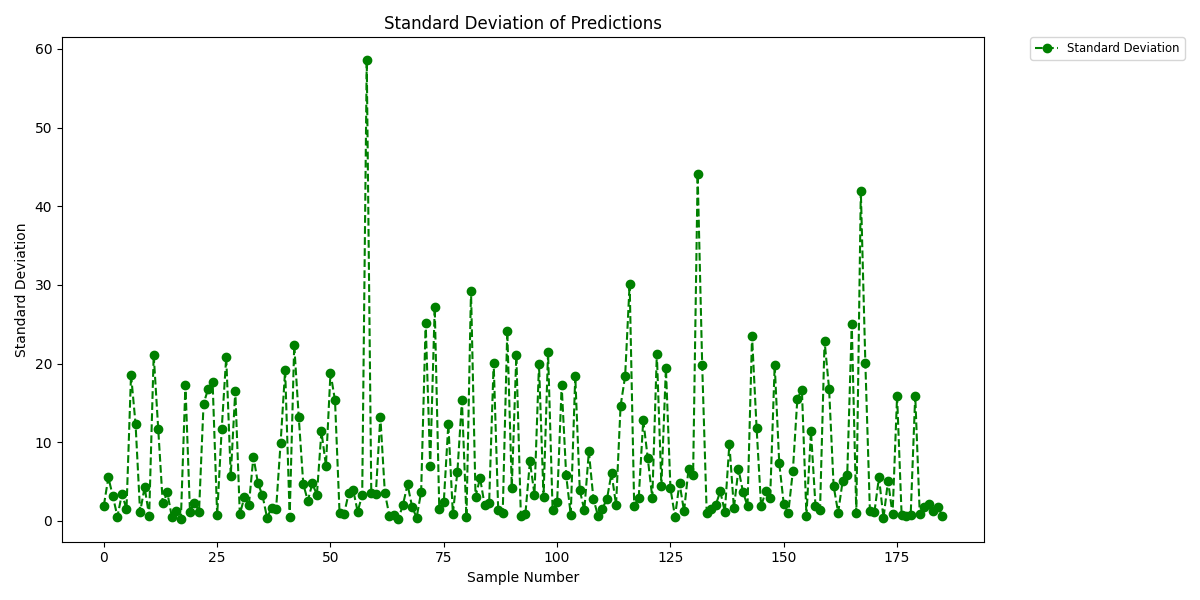 Standard Deviation of Predictions
Standard Deviation
60
50
40
30
20
10
0
Standard Deviation
0 25 50 75 100 125 150 175
Sample Number